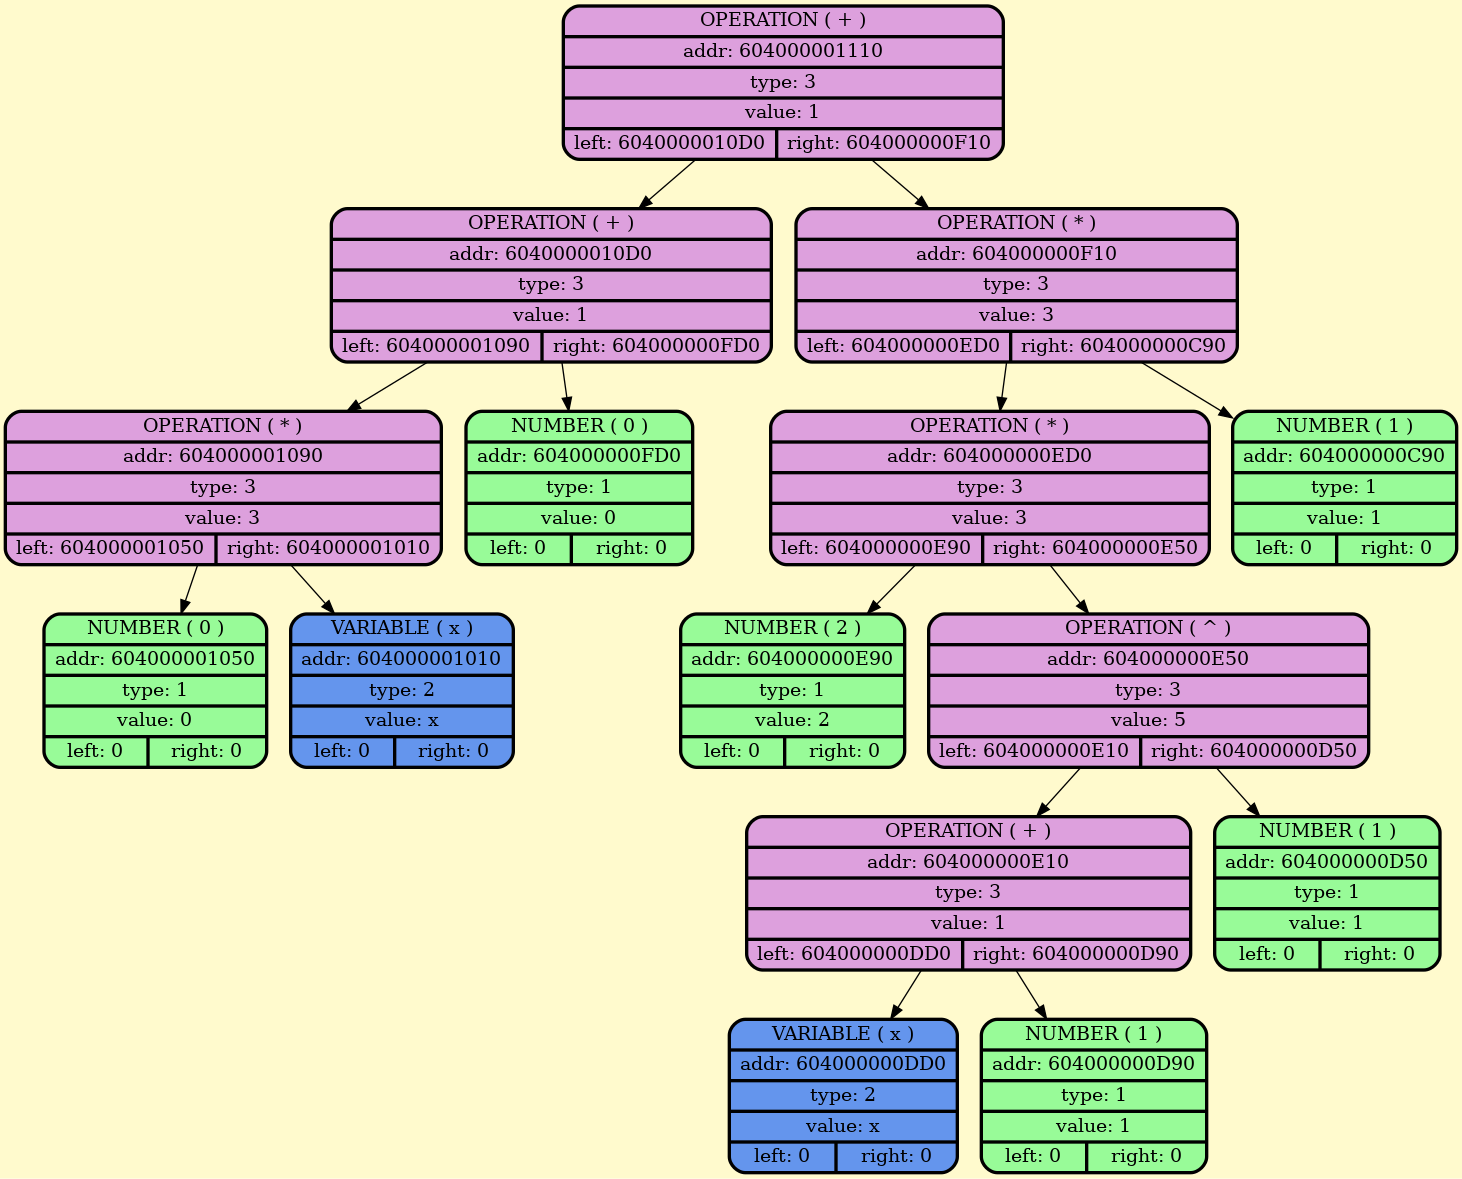 OPERATION ( + )
addr: 604000001110
type: 3
value: 1
left: 6040000010D0 right: 604000000F10
OPERATION ( + )
addr: 6040000010D0
type: 3
value: 1
left: 604000001090 right: 604000000FD0
OPERATION ( * )
addr: 604000000F10
type: 3
value: 3
left: 604000000ED0 right: 604000000C90
OPERATION ( * )
addr: 604000001090
type: 3
value: 3
left: 604000001050 right: 604000001010
NUMBER ( 0 )
addr: 604000000FD0
type: 1
value: 0
left: 0 right: 0
OPERATION ( * )
addr: 604000000ED0
type: 3
value: 3
left: 604000000E90 right: 604000000E50
NUMBER ( 1 )
addr: 604000000C90
type: 1
value: 1
left: 0 right: 0
NUMBER ( 0 )
addr: 604000001050
type: 1
value: 0
left: 0 right: 0
VARIABLE ( x )
addr: 604000001010
type: 2
value: x
left: 0 right: 0
NUMBER ( 2 )
addr: 604000000E90
type: 1
value: 2
left: 0 right: 0
OPERATION ( ^ )
addr: 604000000E50
type: 3
value: 5
left: 604000000E10 right: 604000000D50
OPERATION ( + )
addr: 604000000E10
type: 3
value: 1
left: 604000000DD0 right: 604000000D90
NUMBER ( 1 )
addr: 604000000D50
type: 1
value: 1
left: 0 right: 0
VARIABLE ( x )
addr: 604000000DD0
type: 2
value: x
left: 0 right: 0
NUMBER ( 1 )
addr: 604000000D90
type: 1
value: 1
left: 0 right: 0